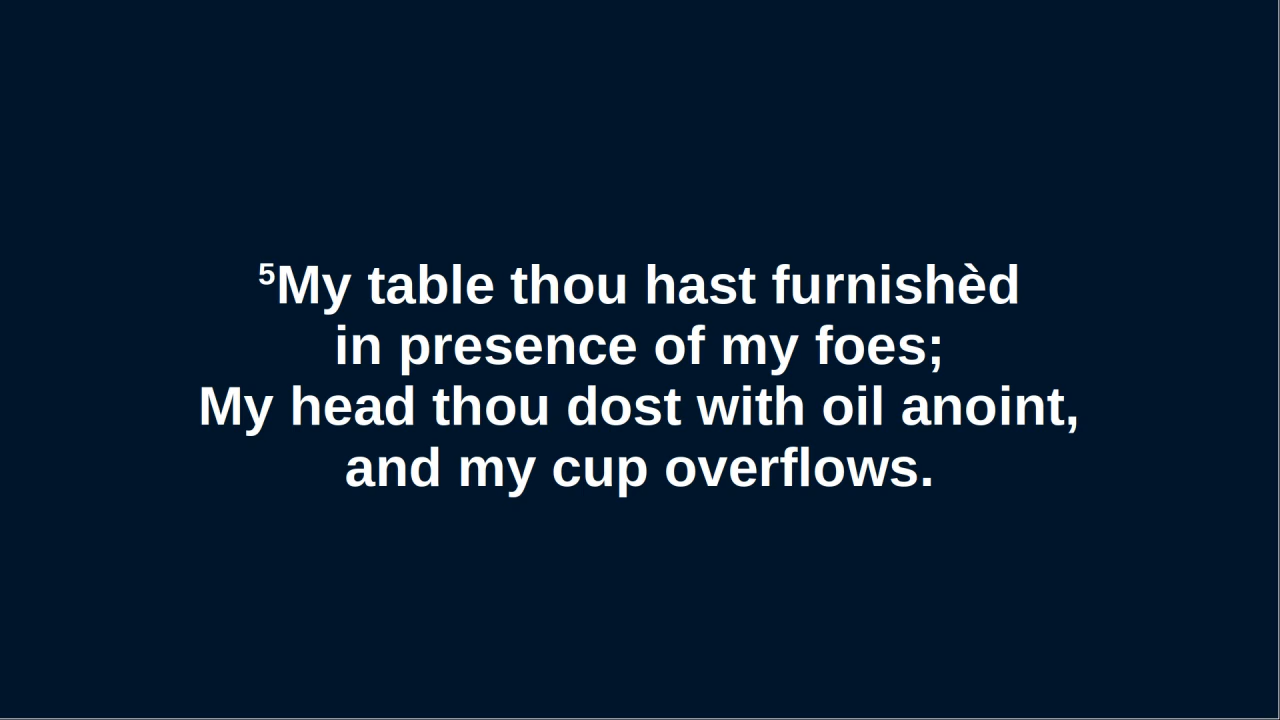 ⁵My table thou hast furnishèd
in presence of my foes;
My head thou dost with oil anoint,
and my cup overflows.